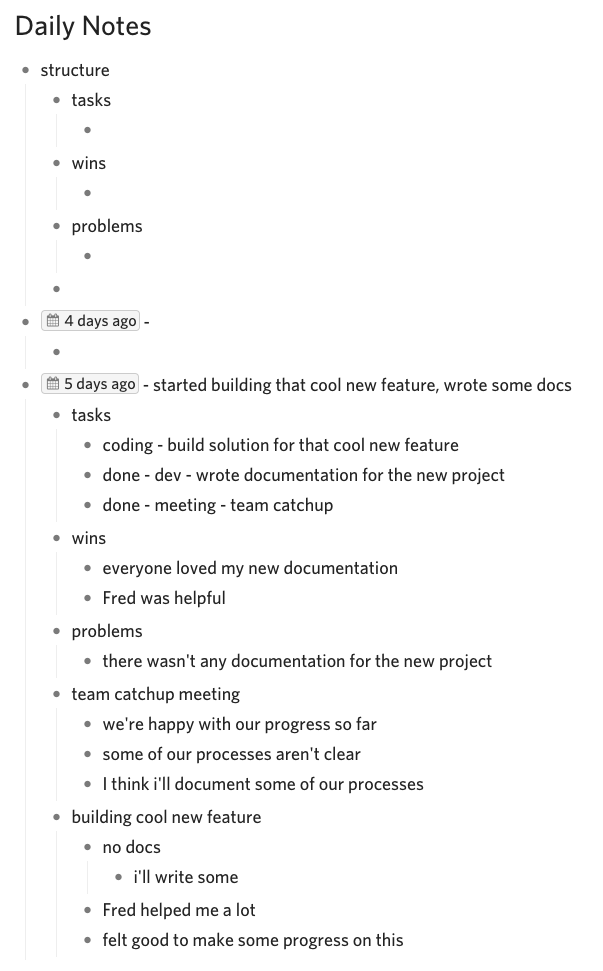 Daily Notes
structure
tasks
wins
problems
4 days ago -
5 days ago - started building that cool new feature, wrote some docs
tasks
coding - build solution for that cool new feature
done - dev - wrote documentation for the new project
done - meeting - team catchup
wins
everyone loved my new documentation
Fred was helpful
problems
there wasn't any documentation for the new project
team catchup meeting
we're happy with our progress so far
some of our processes aren't clear
I think i'll document some of our processes
building cool new feature
no docs
i'll write some
Fred helped me a lot
felt good to make some progress on this